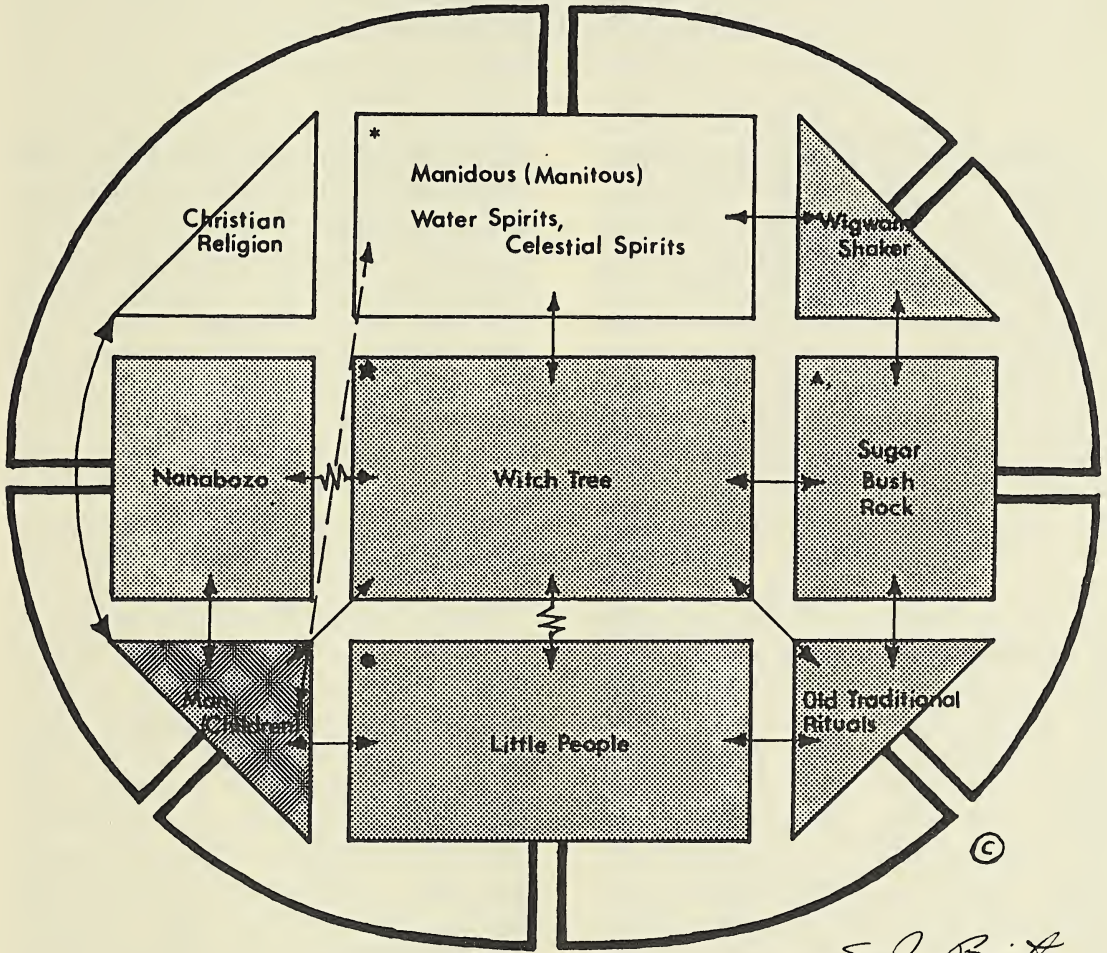 *
Manidous (Manitous)
Water Spirits,
Celestial Spirits
Christian
Religion
Wigwam
Shaker
Nanabozo
Witch Tree
Sugar
Bush
Rock
Man
(Children)
Little People
Old Traditional
Rituals
©